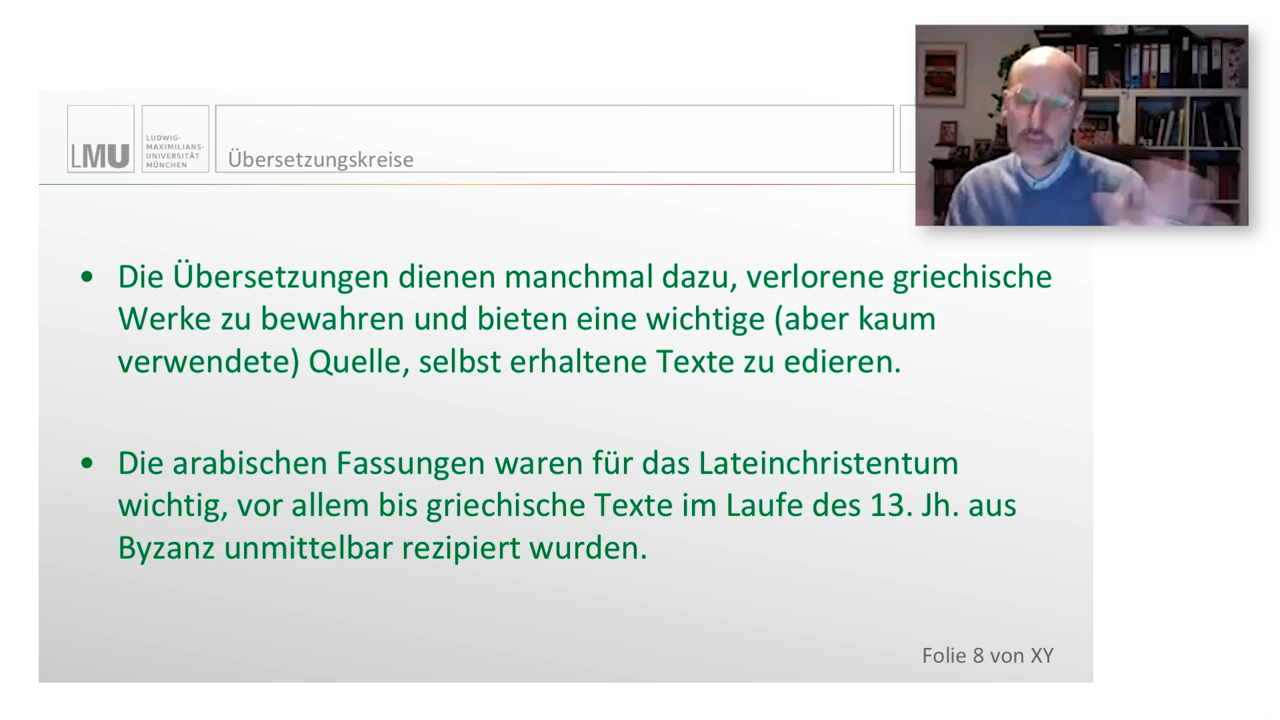 LMU
LUDWIG-
MAXIMILIANS-
UNIVERSITÄT
MÜNCHEN
Übersetzungskreise
• Die Übersetzungen dienen manchmal dazu, verlorene griechische
Werke zu bewahren und bieten eine wichtige (aber kaum
verwendete) Quelle, selbst erhaltene Texte zu edieren.
• Die arabischen Fassungen waren für das Lateinchristentum
wichtig, vor allem bis griechische Texte im Laufe des 13. Jh. aus
Byzanz unmittelbar rezipiert wurden.
Folie 8 von XY